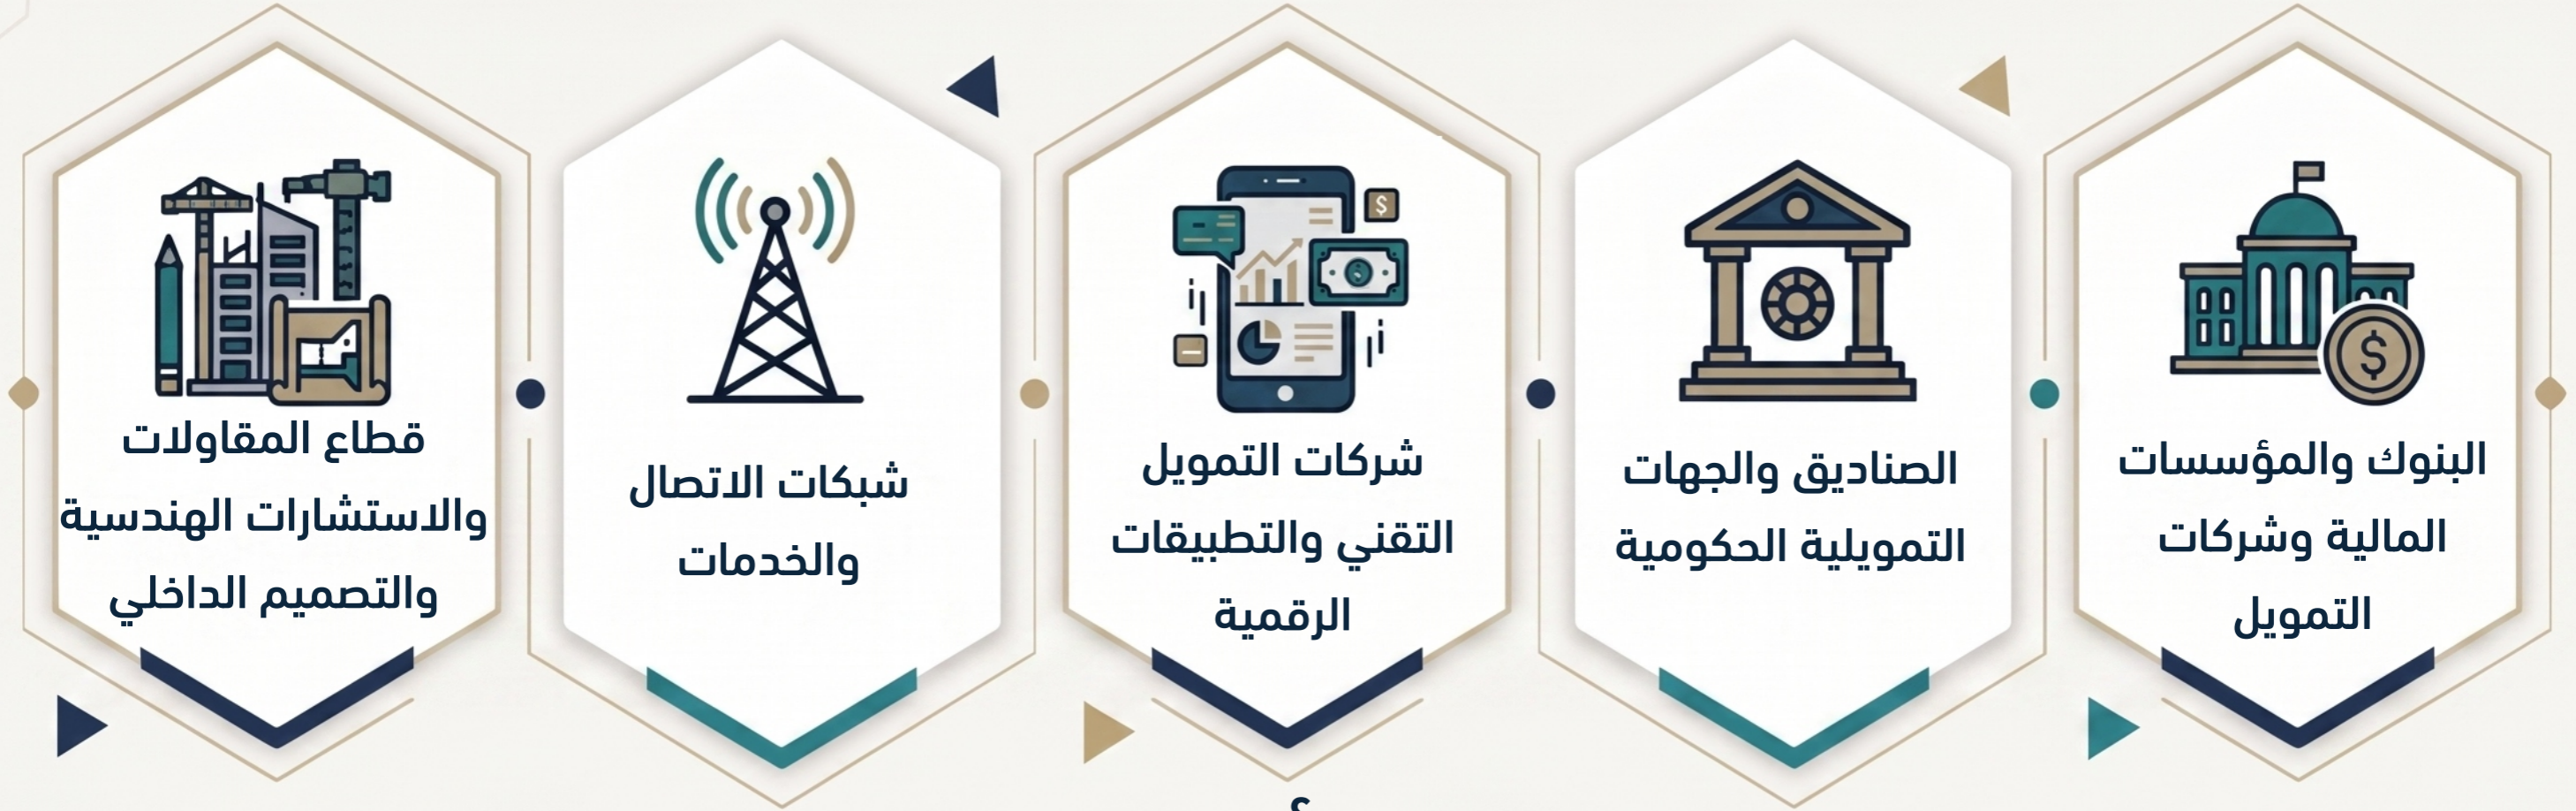 البنوك والمؤسسات
المالية وشركات
التمويل
الصناديق والجهات
التمويلية الحكومية
شركات التمويل
التقني والتطبيقات
الرقمية
شبكات الاتصال
والخدمات
قطاع المقاولات
والاستشارات الهندسية
والتصميم الداخلي